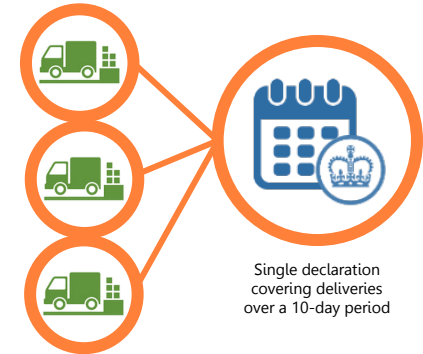 Single declaration
covering deliveries
over a 10-day period